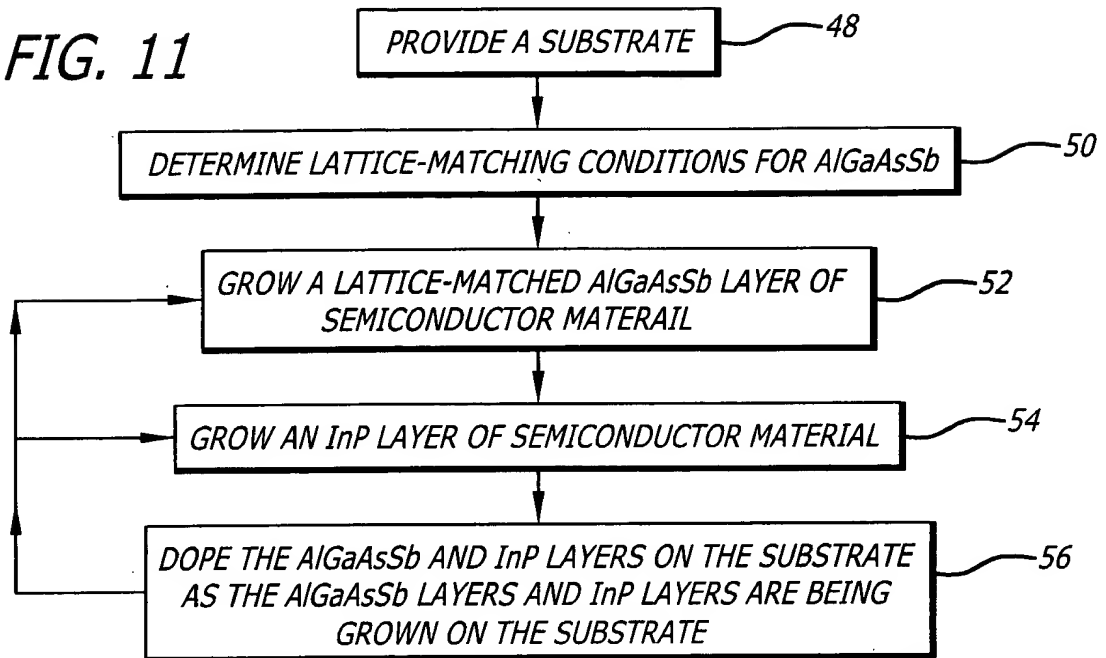 FIG. 11
PROVIDE A SUBSTRATE
48
DETERMINE LATTICE-MATCHING CONDITIONS FOR AlGaAsSb
50
GROW A LATTICE-MATCHED AlGaAsSb LAYER OF
SEMICONDUCTOR MATERAIL
52
GROW AN InP LAYER OF SEMICONDUCTOR MATERIAL
54
DOPE THE AlGaAsSb AND InP LAYERS ON THE SUBSTRATE
AS THE AlGaAsSb LAYERS AND InP LAYERS ARE BEING
GROWN ON THE SUBSTRATE
56